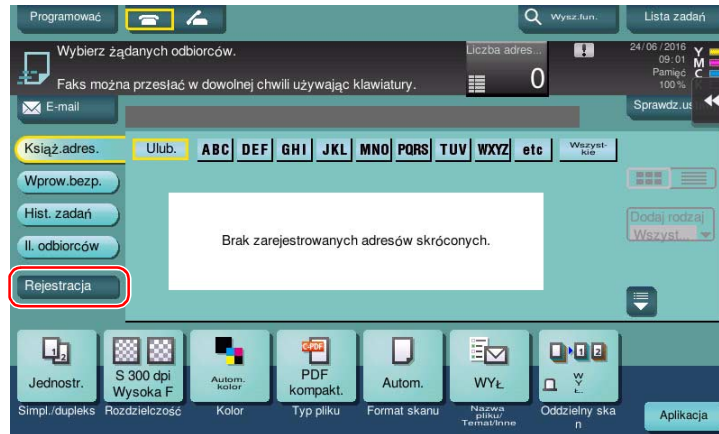 Programować
Wysz.fun.
Lista zadań
Wybierz żądanych odbiorców.
Faks można przesłać w dowolnej chwili używając klawiatury.
Liczba adres...
0
24/06/2016
09:01
Pamięć
100 %
Y
M
C
K
E-mail
Sprawdz.us
Książ.adres.
Ulub.
ABC
DEF
GHI
JKL
MNO
PQRS
TUV
WXYZ
etc
Wszyst-
kie
Wprow.bezp.
Hist. zadań
Il. odbiorców
Rejestracja
Brak zarejestrowanych adresów skróconych.
Dodaj rodzaj
Wszyst...
Jednostr.
S 300 dpi
Wysoka F
Autom.
kolor
C-PDF
PDF
kompakt.
Autom.
WYŁ
W
Y
Ł
Simpl./dupleks
Rozdzielczość
Kolor
Typ pliku
Format skanu
Nazwa
pliku/
Temat/Inne
Oddzielny ska
n
Aplikacja